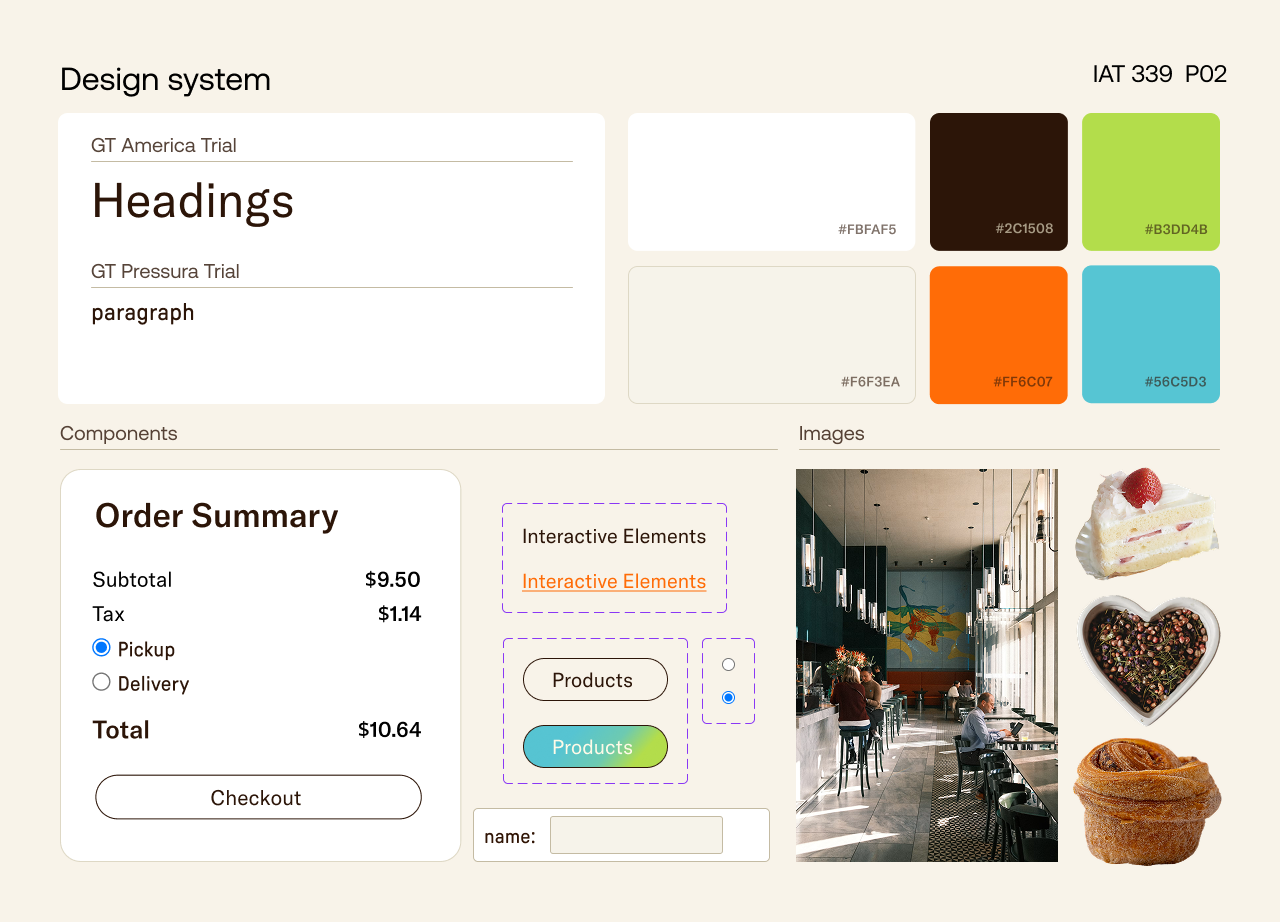 Design system
IAT 339 P02
GT America Trial
Headings
GT Pressura Trial
paragraph
#FBFAF5
#2C1508
#B3DD4B
#F6F3EA
#FF6C07
#56C5D3
Components
Order Summary
Subtotal $9.50
Tax $1.14
Pickup
Delivery
Total $10.64
Checkout
Interactive Elements
Interactive Elements
Products
Products
name:
Images